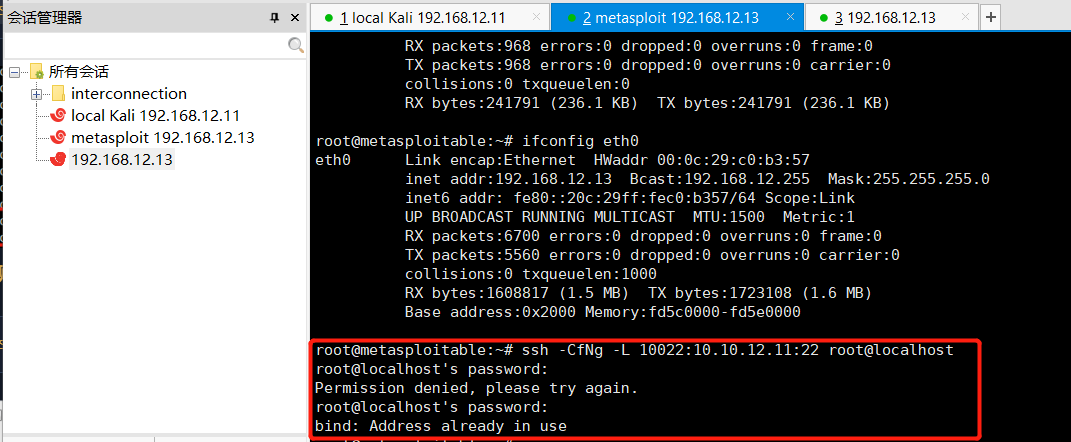 会话管理器
所有会话
interconnection
local Kali 192.168.12.11
metasploit 192.168.12.13
192.168.12.13
1 local Kali 192.168.12.11
2 metasploit 192.168.12.13
3 192.168.12.13
RX packets:968 errors:0 dropped:0 overruns:0 frame:0
TX packets:968 errors:0 dropped:0 overruns:0 carrier:0
collisions:0 txqueuelen:0
RX bytes:241791 (236.1 KB)  TX bytes:241791 (236.1 KB)
root@metasploitable:~# ifconfig eth0
eth0      Link encap:Ethernet  HWaddr 00:0c:29:c0:b3:57
inet addr:192.168.12.13  Bcast:192.168.12.255  Mask:255.255.255.0
inet6 addr: fe80::20c:29ff:fec0:b357/64 Scope:Link
UP BROADCAST RUNNING MULTICAST  MTU:1500  Metric:1
RX packets:6700 errors:0 dropped:0 overruns:0 frame:0
TX packets:5560 errors:0 dropped:0 overruns:0 carrier:0
collisions:0 txqueuelen:1000
RX bytes:1608817 (1.5 MB)  TX bytes:1723108 (1.6 MB)
Base address:0x2000 Memory:fd5c0000-fd5e0000
root@metasploitable:~# ssh -CfNg -L 10022:10.10.12.11:22 root@localhost
root@localhost's password:
Permission denied, please try again.
root@localhost's password:
bind: Address already in use